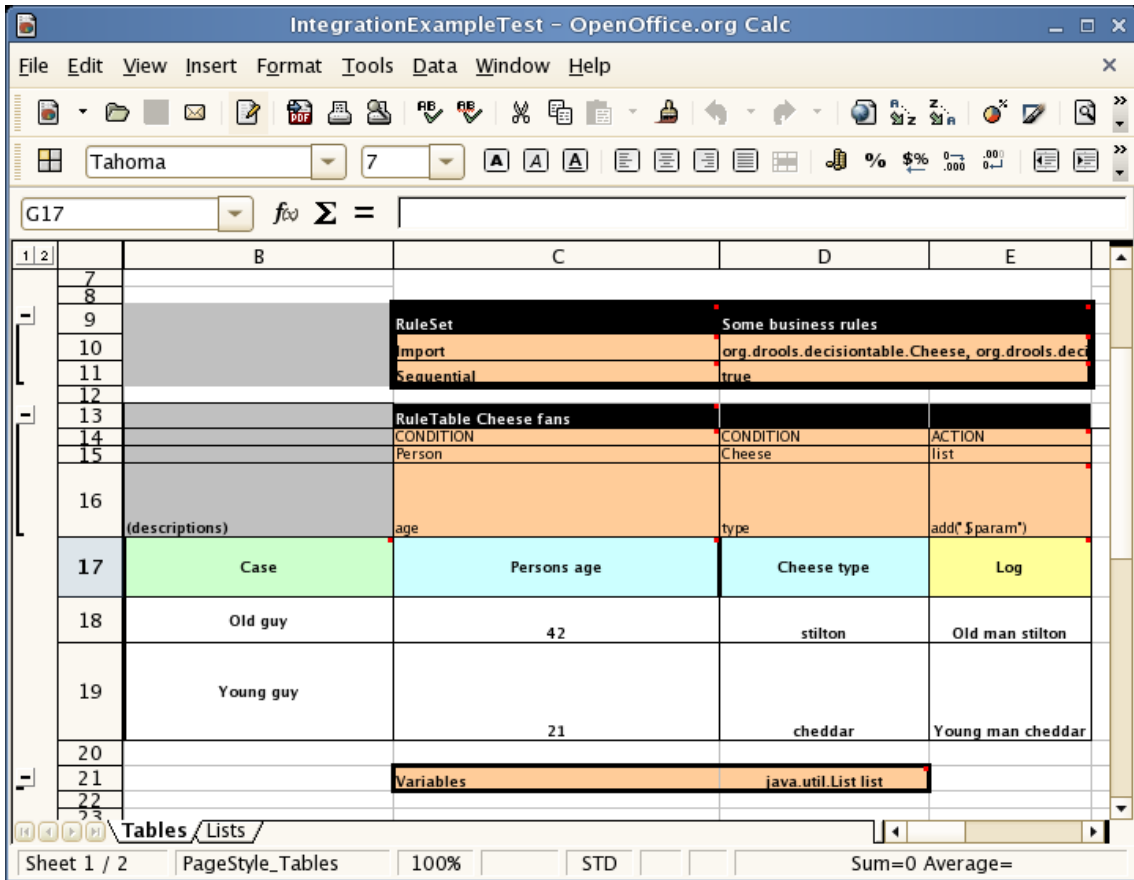 IntegrationExampleTest - OpenOffice.org Calc
File Edit View Insert Format Tools Data Window Help
Tahoma 7
G17
1 2 B C D E
7
8
9 RuleSet Some business rules
10 Import org.drools.decisiontable.Cheese, org.drools.deci
11 Sequential true
12
13 RuleTable Cheese fans
14 CONDITION CONDITION ACTION
15 Person Cheese list
16 (descriptions) age type add("$param")
17 Case Persons age Cheese type Log
18 Old guy 42 stilton Old man stilton
19 Young guy 21 cheddar Young man cheddar
20
21 Variables java.util.List list
22
23
Tables Lists
Sheet 1 / 2 PageStyle_Tables 100% STD Sum=0 Average=